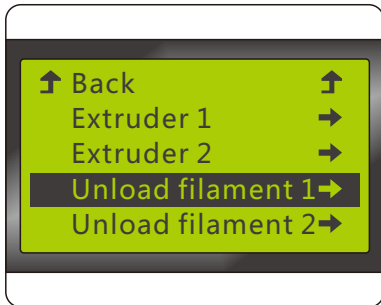 Back
Extruder 1
Extruder 2
Unload filament 1
Unload filament 2